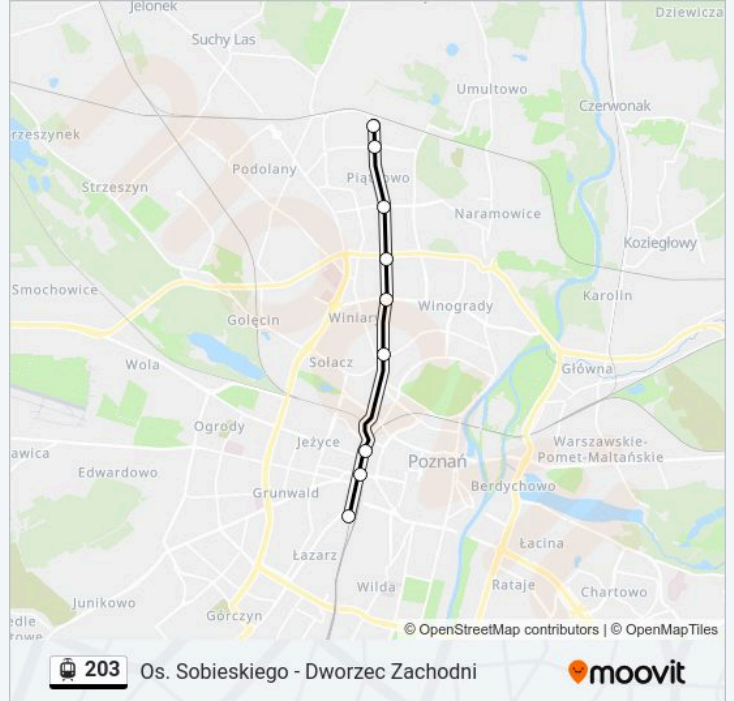 Jelonek
Dziewicza
Suchy Las
Umultowo
Czerwonak
rzeszynek
Podolany
Strzeszyn
Piątkowo
Naramowice
Koziegłowy
Smochowice
Karolin
Golęcin
Winiary
Winogrady
Sołacz
Wola
Główna
Ogrody
Jeżyce
awica
Edwardowo
Poznań
Warszawskie-
Pomet-Maltańskie
Grunwald
Berdychowo
Łazarz
Łacina
Wilda
Rataje
Chartowo
Junikowo
Górczyn
edle
towe
© OpenStreetMap contributors | © OpenMapTiles
203 Os. Sobieskiego - Dworzec Zachodni
moovit